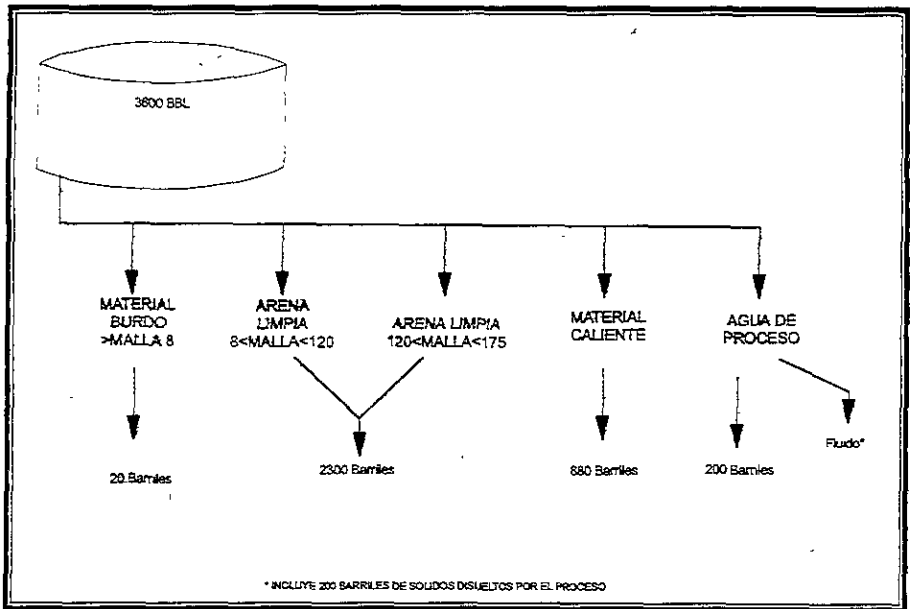 3600 BBL
MATERIAL
BURDO
>MALLA 8
ARENA
LIMPIA
8<MALLA<120
ARENA LIMPIA
120<MALLA<175
MATERIAL
CALIENTE
AGUA DE
PROCESO
20 Barriles
2300 Barriles
880 Barriles
200 Barriles
Fluido*
* INCLUYE 200 BARRILES DE SOLIDOS DISUELTOS POR EL PROCESO